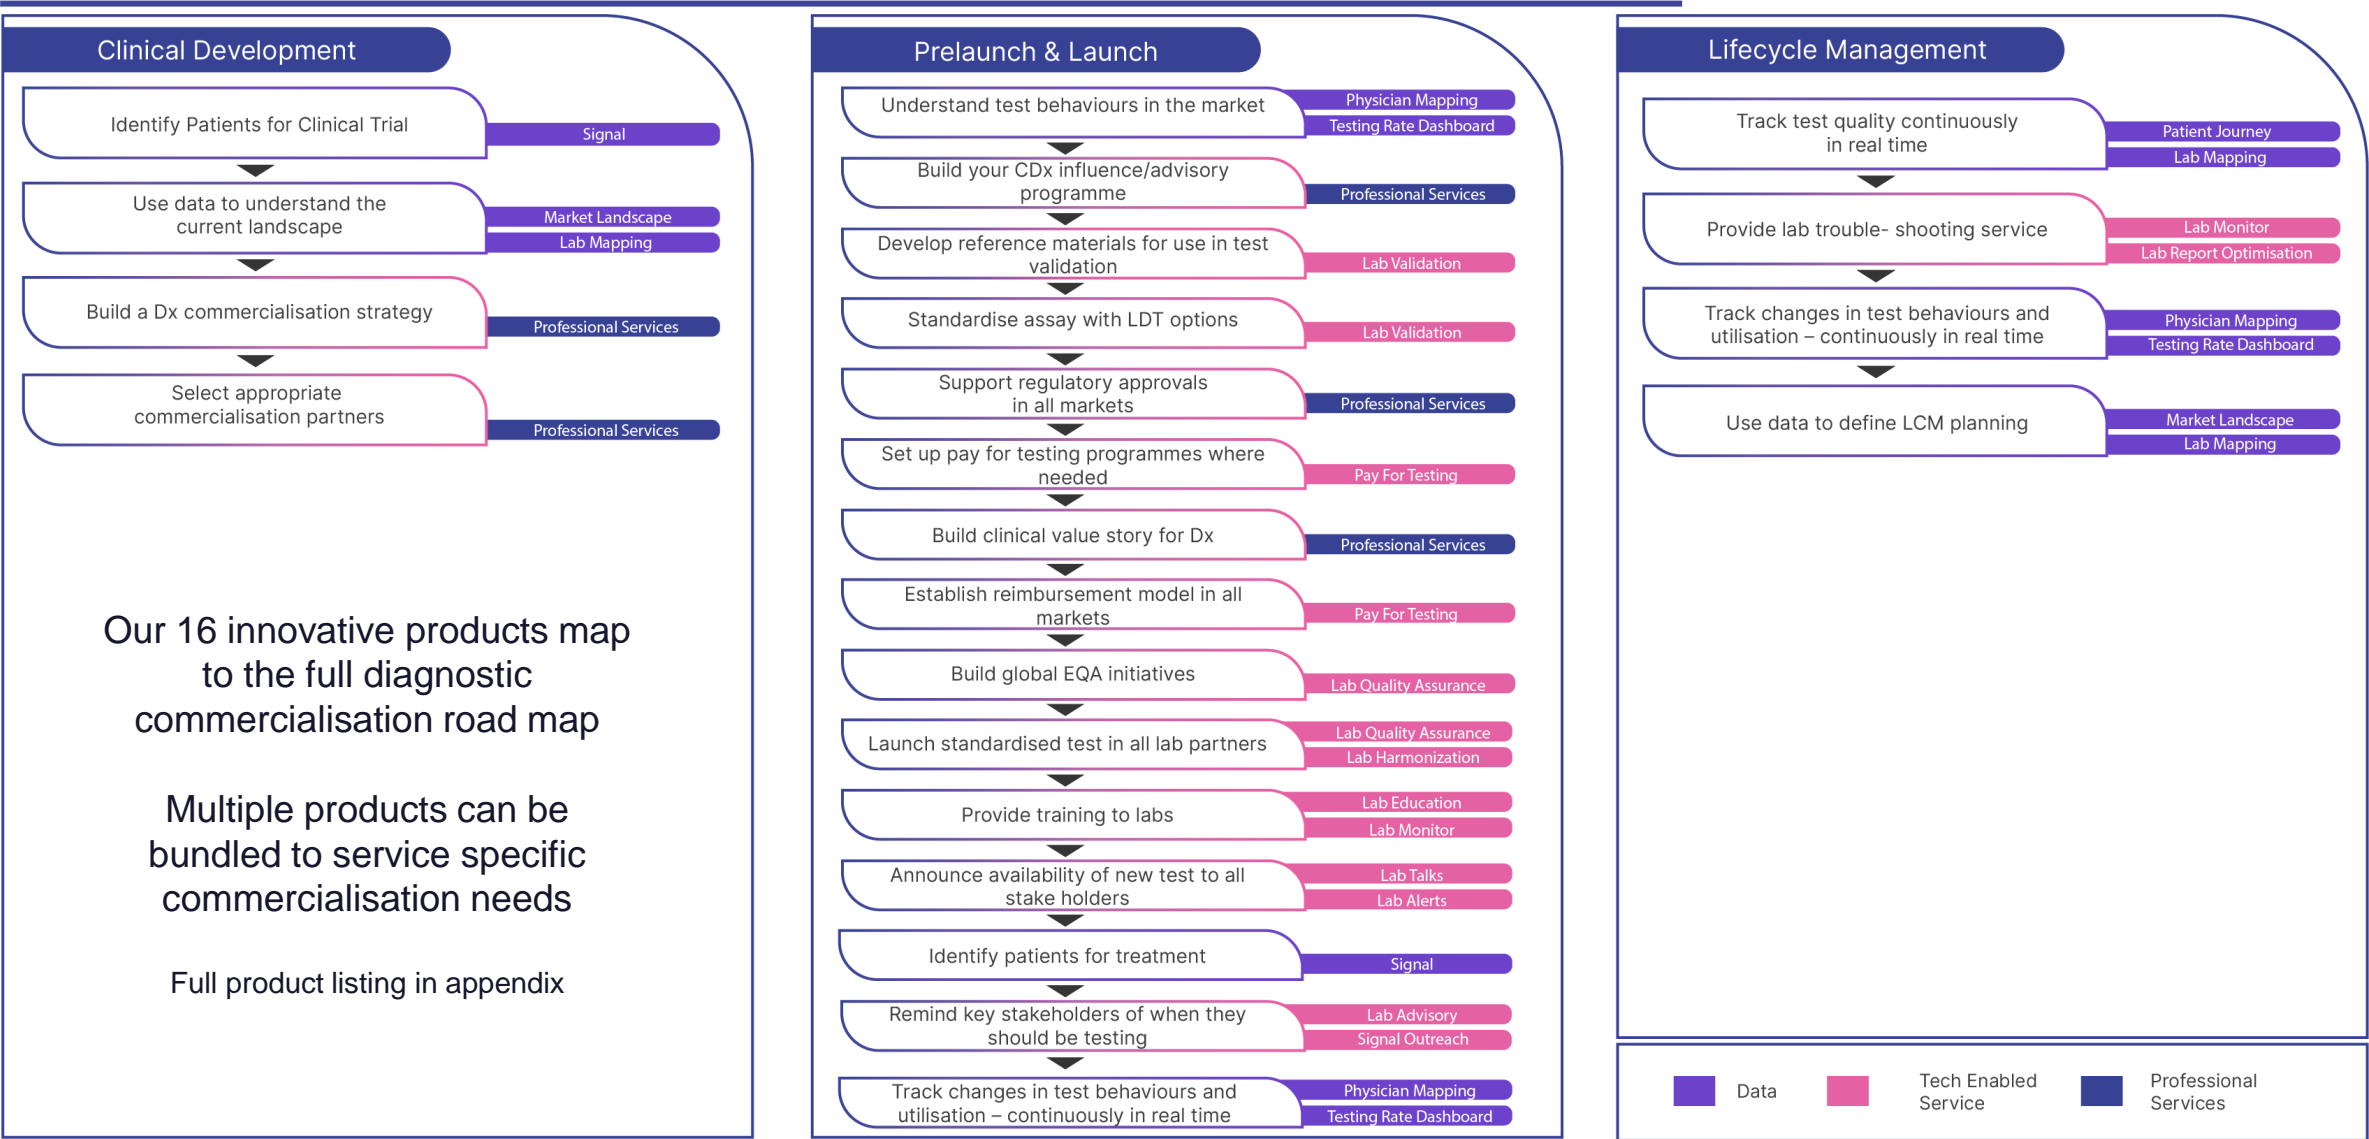 Clinical Development
Identify Patients for Clinical Trial
Signal
Use data to understand the
current landscape
Market Landscape
Lab Mapping
Build a Dx commercialisation strategy
Professional Services
Select appropriate
commercialisation partners
Professional Services
Our 16 innovative products map
to the full diagnostic
commercialisation road map
Multiple products can be
bundled to service specific
commercialisation needs
Full product listing in appendix
Prelaunch & Launch
Understand test behaviours in the market
Physician Mapping
Testing Rate Dashboard
Build your CDx influence/advisory
programme
Professional Services
Develop reference materials for use in test
validation
Lab Validation
Standardise assay with LDT options
Lab Validation
Support regulatory approvals
in all markets
Professional Services
Set up pay for testing programmes where
needed
Pay For Testing
Build clinical value story for Dx
Professional Services
Establish reimbursement model in all
markets
Pay For Testing
Build global EQA initiatives
Lab Quality Assurance
Launch standardised test in all lab partners
Lab Quality Assurance
Lab Harmonization
Provide training to labs
Lab Education
Lab Monitor
Announce availability of new test to all
stake holders
Lab Talks
Lab Alerts
Identify patients for treatment
Signal
Remind key stakeholders of when they
should be testing
Lab Advisory
Signal Outreach
Track changes in test behaviours and
utilisation – continuously in real time
Physician Mapping
Testing Rate Dashboard
Lifecycle Management
Track test quality continuously
in real time
Patient Journey
Lab Mapping
Provide lab trouble- shooting service
Lab Monitor
Lab Report Optimisation
Track changes in test behaviours and
utilisation – continuously in real time
Physician Mapping
Testing Rate Dashboard
Use data to define LCM planning
Market Landscape
Lab Mapping
Data
Tech Enabled
Service
Professional
Services